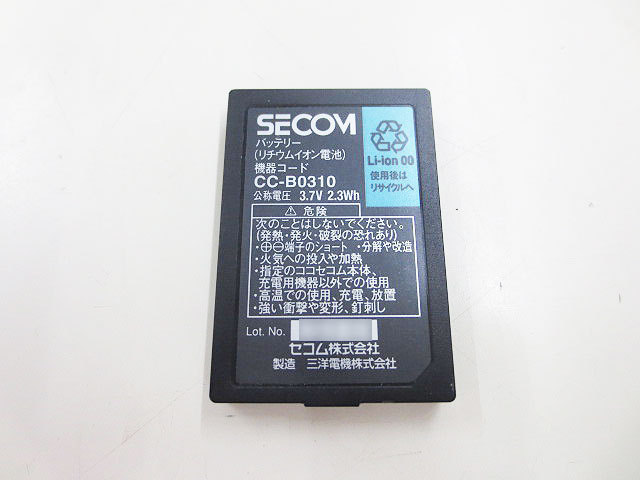 SECOM
バッテリー
(リチウムイオン電池)
機器コード
CC-B0310
公称電圧 3.7V 2.3Wh
Li-ion 00
使用後は
リサイクルへ
⚠ 危険
次のことはしないでください。
(発熱・発火・破裂の恐れあり)
・⊕⊖端子のショート ・分解や改造
・火気への投入や加熱
・指定のココセコム本体、
充電用機器以外での使用
・高温での使用、充電、放置
・強い衝撃や変形、釘刺し
Lot. No.
セコム株式会社
製造 三洋電機株式会社